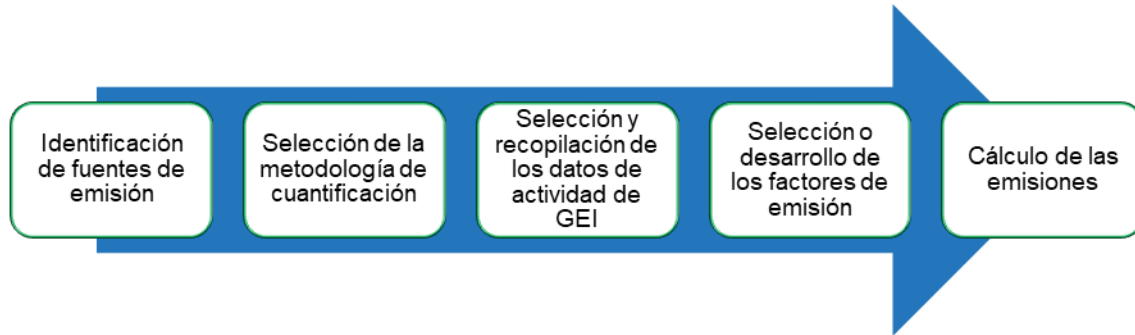 Identificación
de fuentes de
emisión
Selección de la
metodología de
cuantificación
Selección y
recopilación de
los datos de
actividad de
GEI
Selección o
desarrollo de
los factores de
emisión
Cálculo de las
emisiones